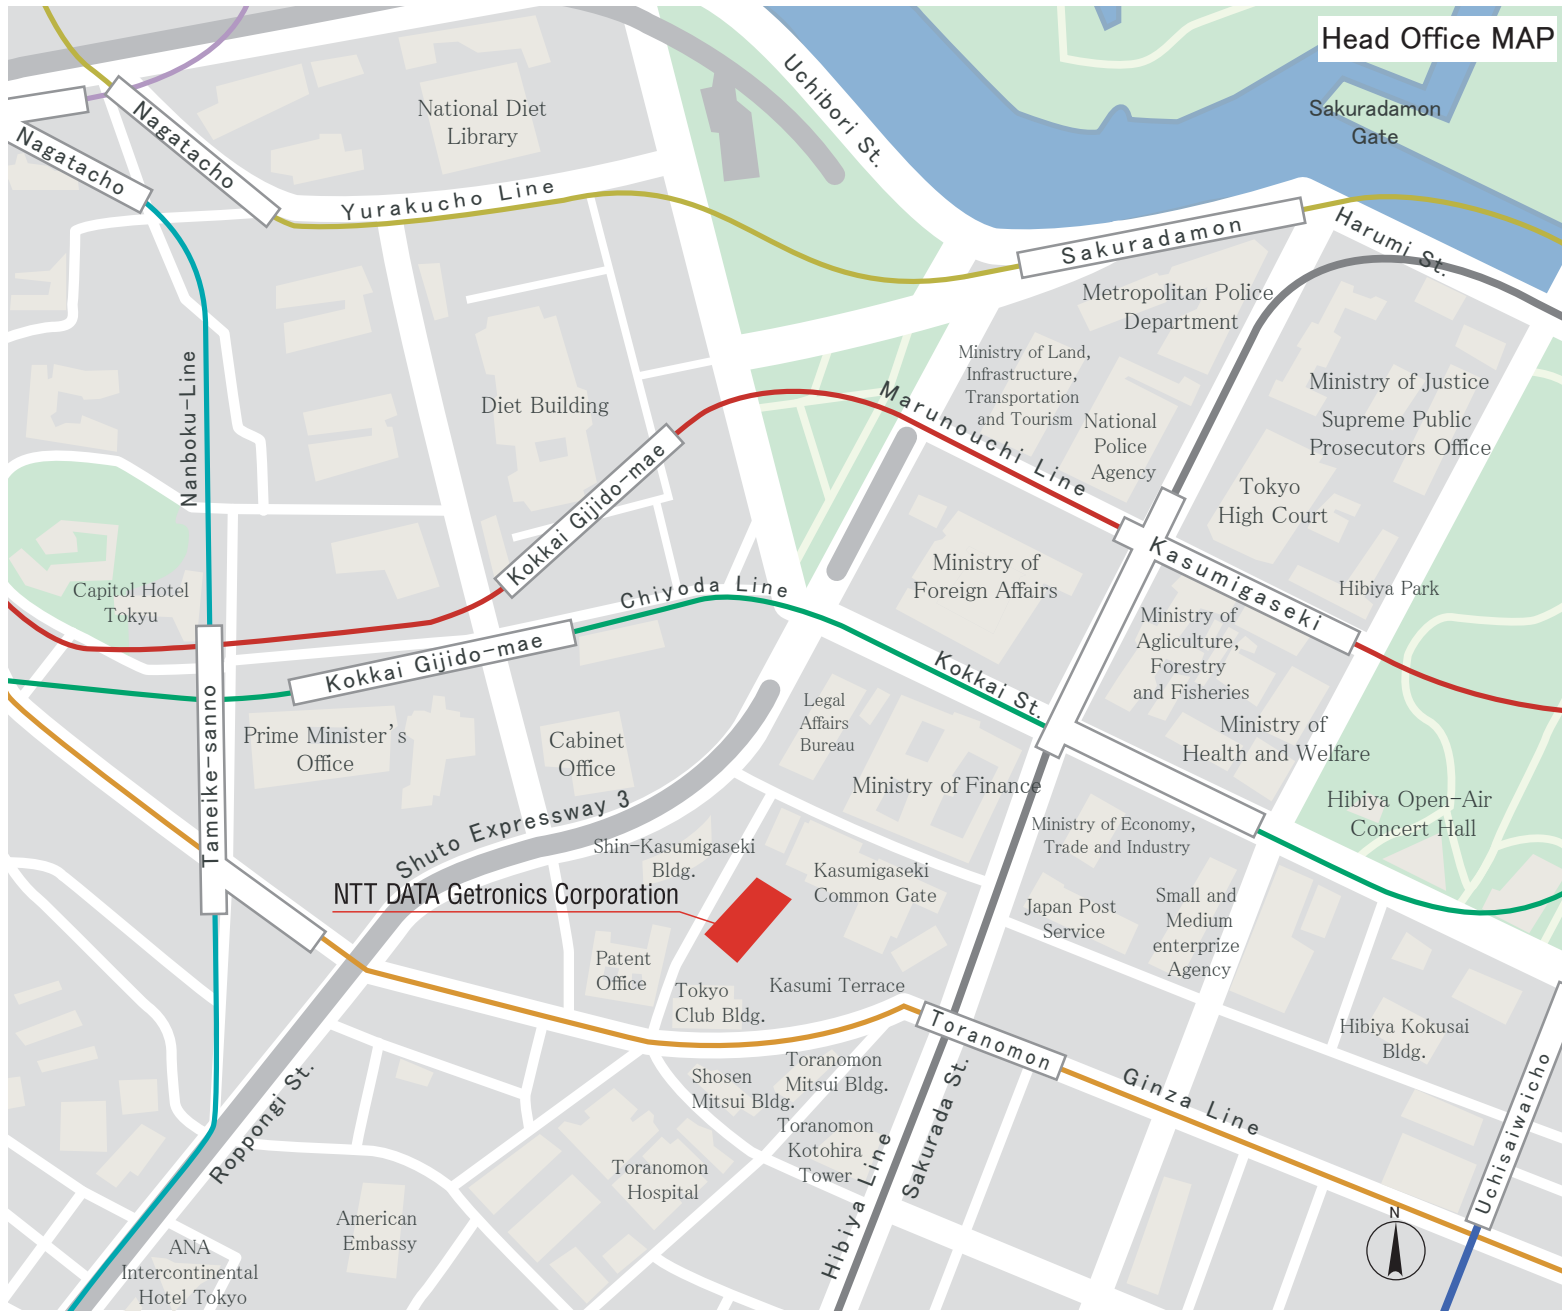 Head Office MAP
Uchibori St.
Sakuradamon
Gate
National Diet
Library
Nagatacho
Nagatacho
Yurakucho Line
Sakuradamon
Harumi St.
Metropolitan Police
Department
Ministry of Land,
Infrastructure,
Transportation
and Tourism
National
Police
Agency
Ministry of Justice
Supreme Public
Prosecutors Office
Tokyo
High Court
Nanboku-Line
Diet Building
Marunouchi Line
Kokkai Gijido-mae
Kasumigaseki
Ministry of
Foreign Affairs
Hibiya Park
Capitol Hotel
Tokyu
Chiyoda Line
Kokkai Gijido-mae
Kokkai St.
Ministry of
Agliculture,
Forestry
and Fisheries
Ministry of
Health and Welfare
Tameike-sanno
Prime Minister's
Office
Cabinet
Office
Legal
Affairs
Bureau
Ministry of Finance
Hibiya Open-Air
Concert Hall
Shuto Expressway 3
Shin-Kasumigaseki
Bldg.
Kasumigaseki
Common Gate
Ministry of Economy,
Trade and Industry
NTT DATA Getronics Corporation
Japan Post
Service
Small and
Medium
enterprize
Agency
Patent
Office
Tokyo
Club Bldg.
Kasumi Terrace
Toranomon
Hibiya Kokusai
Bldg.
Roppongi St.
Shosen
Mitsui Bldg.
Toranomon
Mitsui Bldg.
Toranomon
Kotohira
Tower
Sakurada St.
Ginza Line
Uchisaiwaicho
Toranomon
Hospital
Hibiya Line
American
Embassy
ANA
Intercontinental
Hotel Tokyo
N